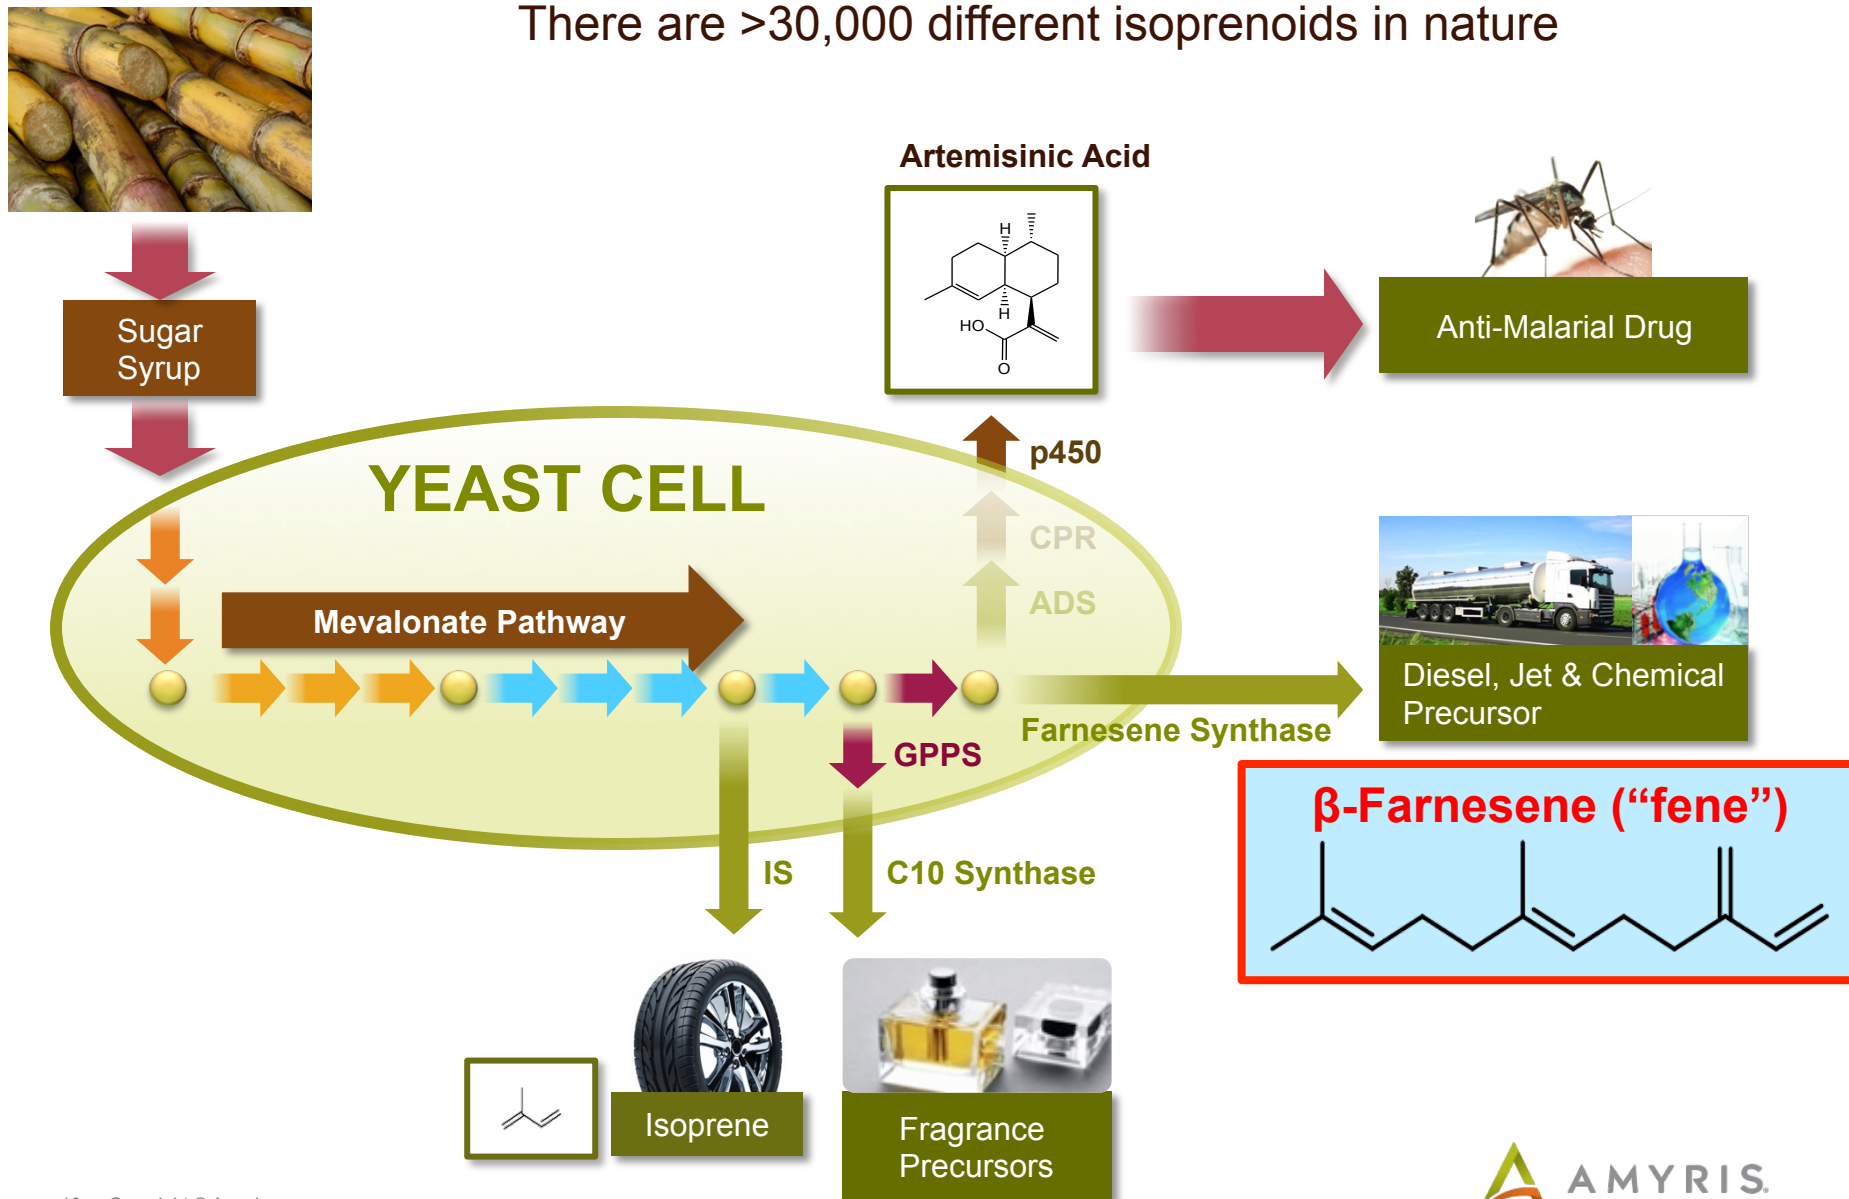 There are >30,000 different isoprenoids in nature
Artemisinic Acid
H
H
HO
O
Anti-Malarial Drug
Sugar
Syrup
YEAST CELL
p450
CPR
ADS
Mevalonate Pathway
Diesel, Jet & Chemical
Precursor
Farnesene Synthase
GPPS
β-Farnesene (“fene”)
IS
C10 Synthase
Isoprene
Fragrance
Precursors
AMYRIS.